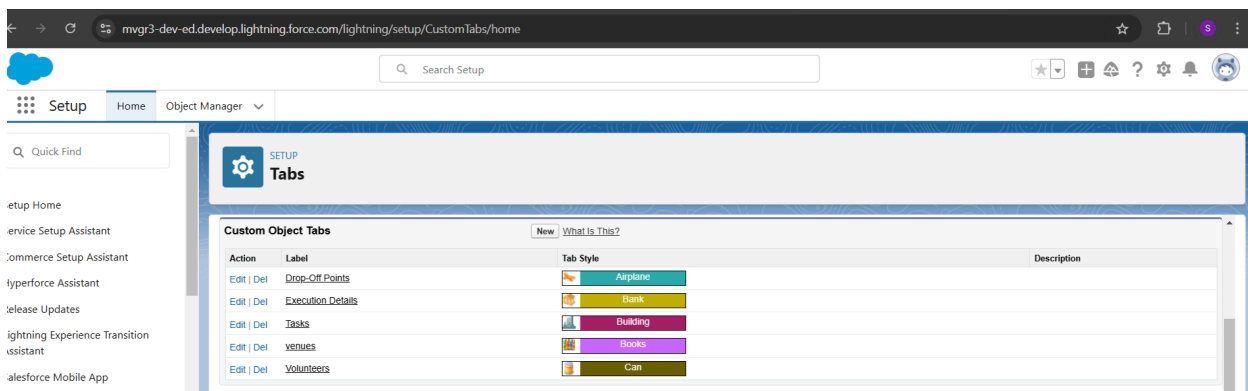 mvgr3-dev-ed.develop.lightning.force.com/lightning/setup/CustomTabs/home
S
Search Setup
Setup Home Object Manager
Quick Find
etup Home
ervice Setup Assistant
ommerce Setup Assistant
yperforce Assistant
elease Updates
ightning Experience Transition
ssistant
alesforce Mobile App
SETUP
Tabs
Custom Object Tabs New What Is This?
Action Label Tab Style Description
Edit | Del Drop-Off Points Airplane
Edit | Del Execution Details Bank
Edit | Del Tasks Building
Edit | Del venues Books
Edit | Del Volunteers Can